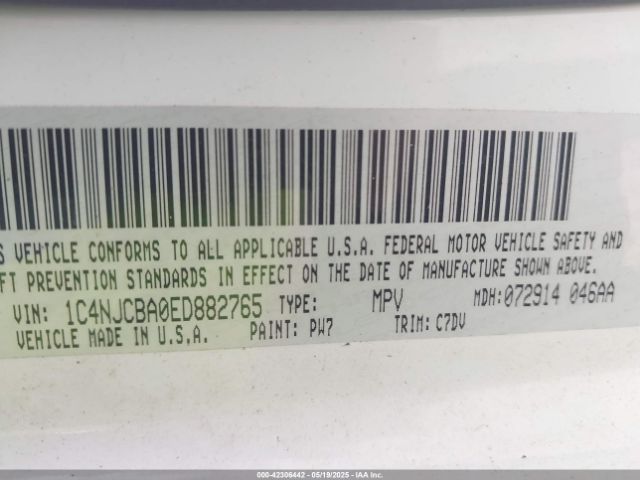 S VEHICLE CONFORMS TO ALL APPLICABLE U.S.A. FEDERAL MOTOR VEHICLE SAFETY AND
FT PREVENTION STANDARDS IN EFFECT ON THE DATE OF MANUFACTURE SHOWN ABOVE.
VIN: 1C4NJCBA0ED882765 TYPE: MPV MDH:072914 046AA
VEHICLE MADE IN U.S.A. PAINT: PW7 TRIM: C7DV
000-42306442 - 05/19/2025 - IAAI, Inc.